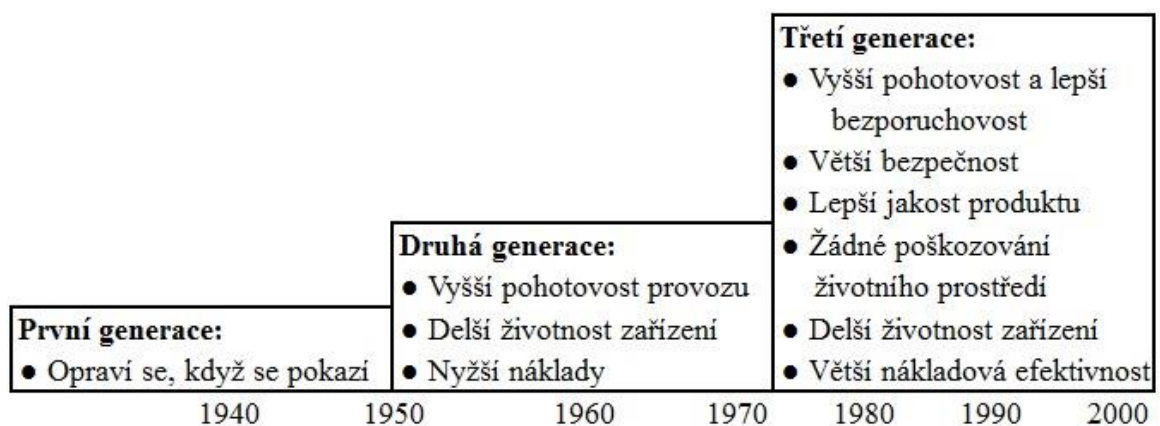 Třetí generace:
● Vyšší pohotovost a lepší
bezporuchovost
● Větší bezpečnost
● Lepší jakost produktu
● Žádné poškozování
životního prostředí
● Delší životnost zařízení
● Větší nákladová efektivnost
Druhá generace:
● Vyšší pohotovost provozu
● Delší životnost zařízení
● Nyžší náklady
První generace:
● Opraví se, když se pokazí
1940 1950 1960 1970 1980 1990 2000